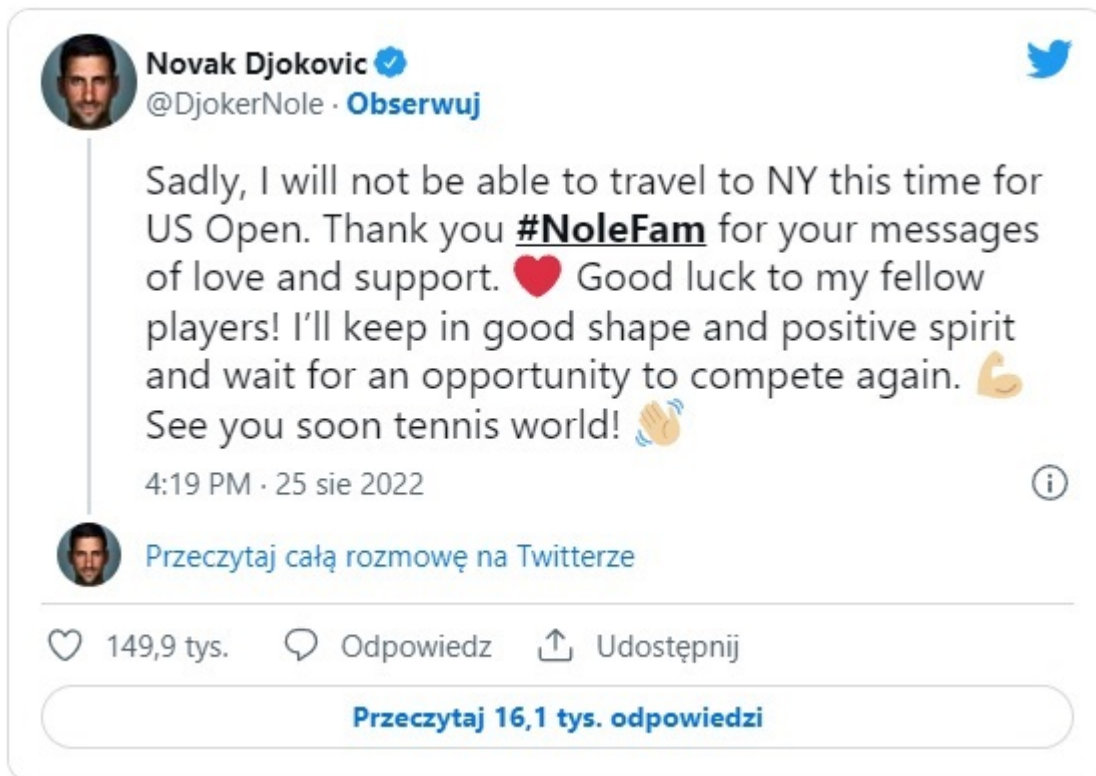 Novak Djokovic
@DjokerNole · Obserwuj
Sadly, I will not be able to travel to NY this time for
US Open. Thank you #NoleFam for your messages
of love and support. ❤️ Good luck to my fellow
players! I’ll keep in good shape and positive spirit
and wait for an opportunity to compete again. 💪🏼
See you soon tennis world! 👋🏼
4:19 PM · 25 sie 2022
Przeczytaj całą rozmowę na Twitterze
149,9 tys. Odpowiedz Udostępnij
Przeczytaj 16,1 tys. odpowiedzi